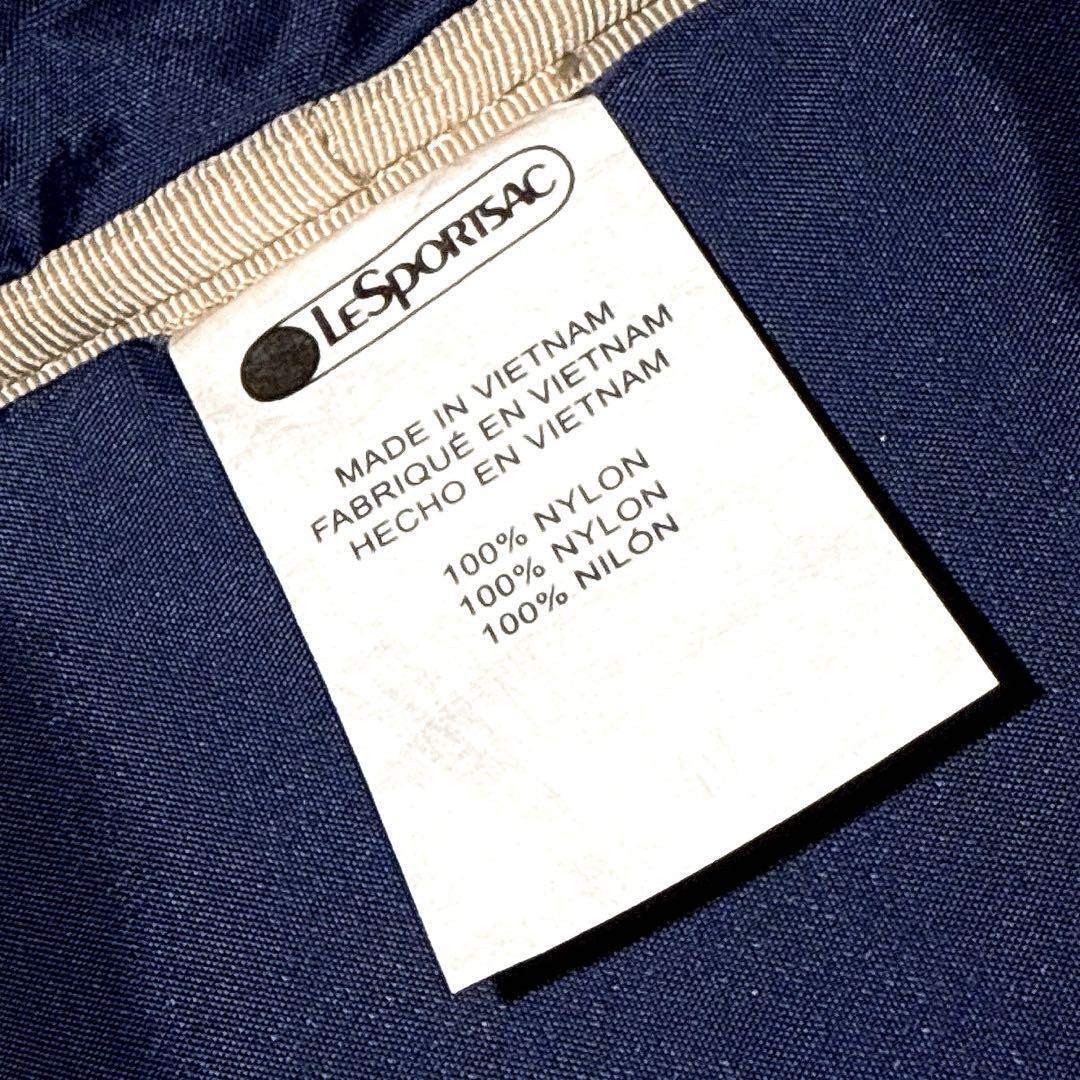 LESPORTSAC
MADE IN VIETNAM
FABRIQUÉ EN VIETNAM
HECHO EN VIETNAM
100% NYLON
100% NYLON
100% NILÓN